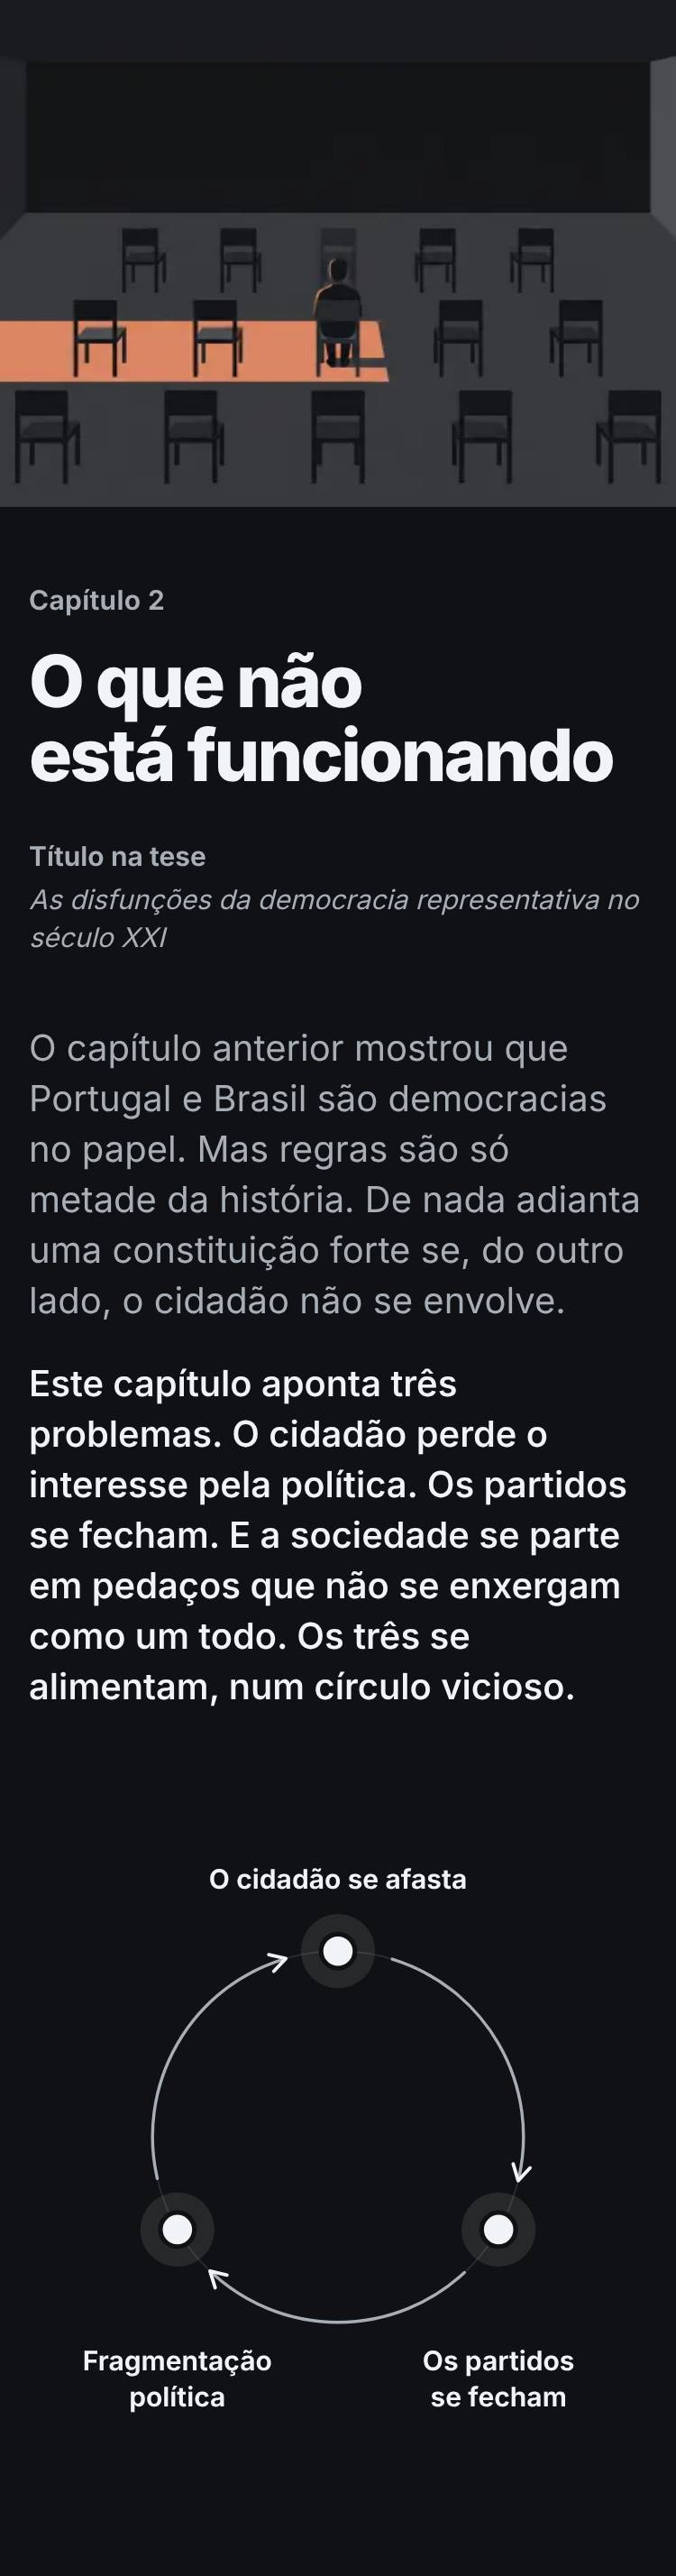 Capítulo 2
O que não
está funcionando
Título na tese
As disfunções da democracia representativa no
século XXI
O capítulo anterior mostrou que
Portugal e Brasil são democracias
no papel. Mas regras são só
metade da história. De nada adianta
uma constituição forte se, do outro
lado, o cidadão não se envolve.
Este capítulo aponta três
problemas. O cidadão perde o
interesse pela política. Os partidos
se fecham. E a sociedade se parte
em pedaços que não se enxergam
como um todo. Os três se
alimentam, num círculo vicioso.
O cidadão se afasta
Fragmentação
política
Os partidos
se fecham